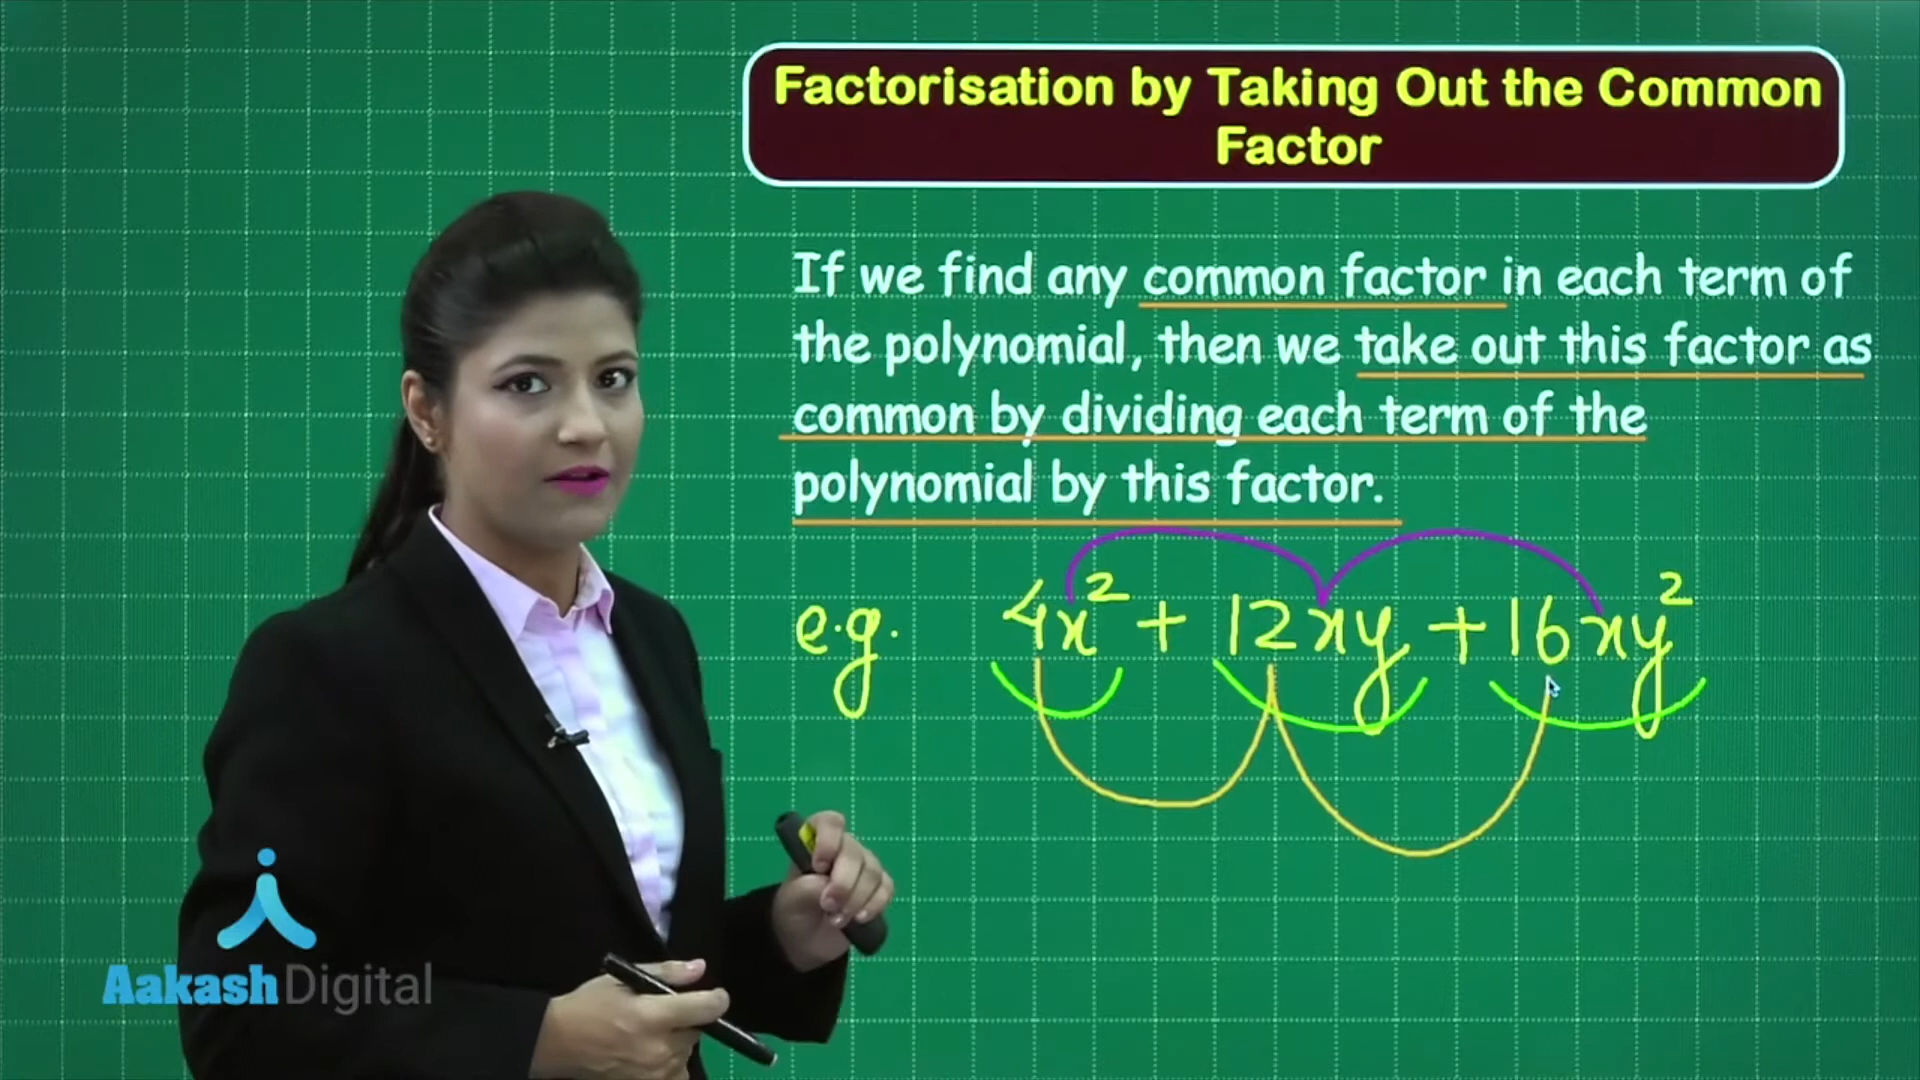 Factorisation by Taking Out the Common
Factor
If we find any common factor in each term of
the polynomial, then we take out this factor as
common by dividing each term of the
polynomial by this factor.
e.g. 4x² + 12xy + 16xy²
Aakash Digital